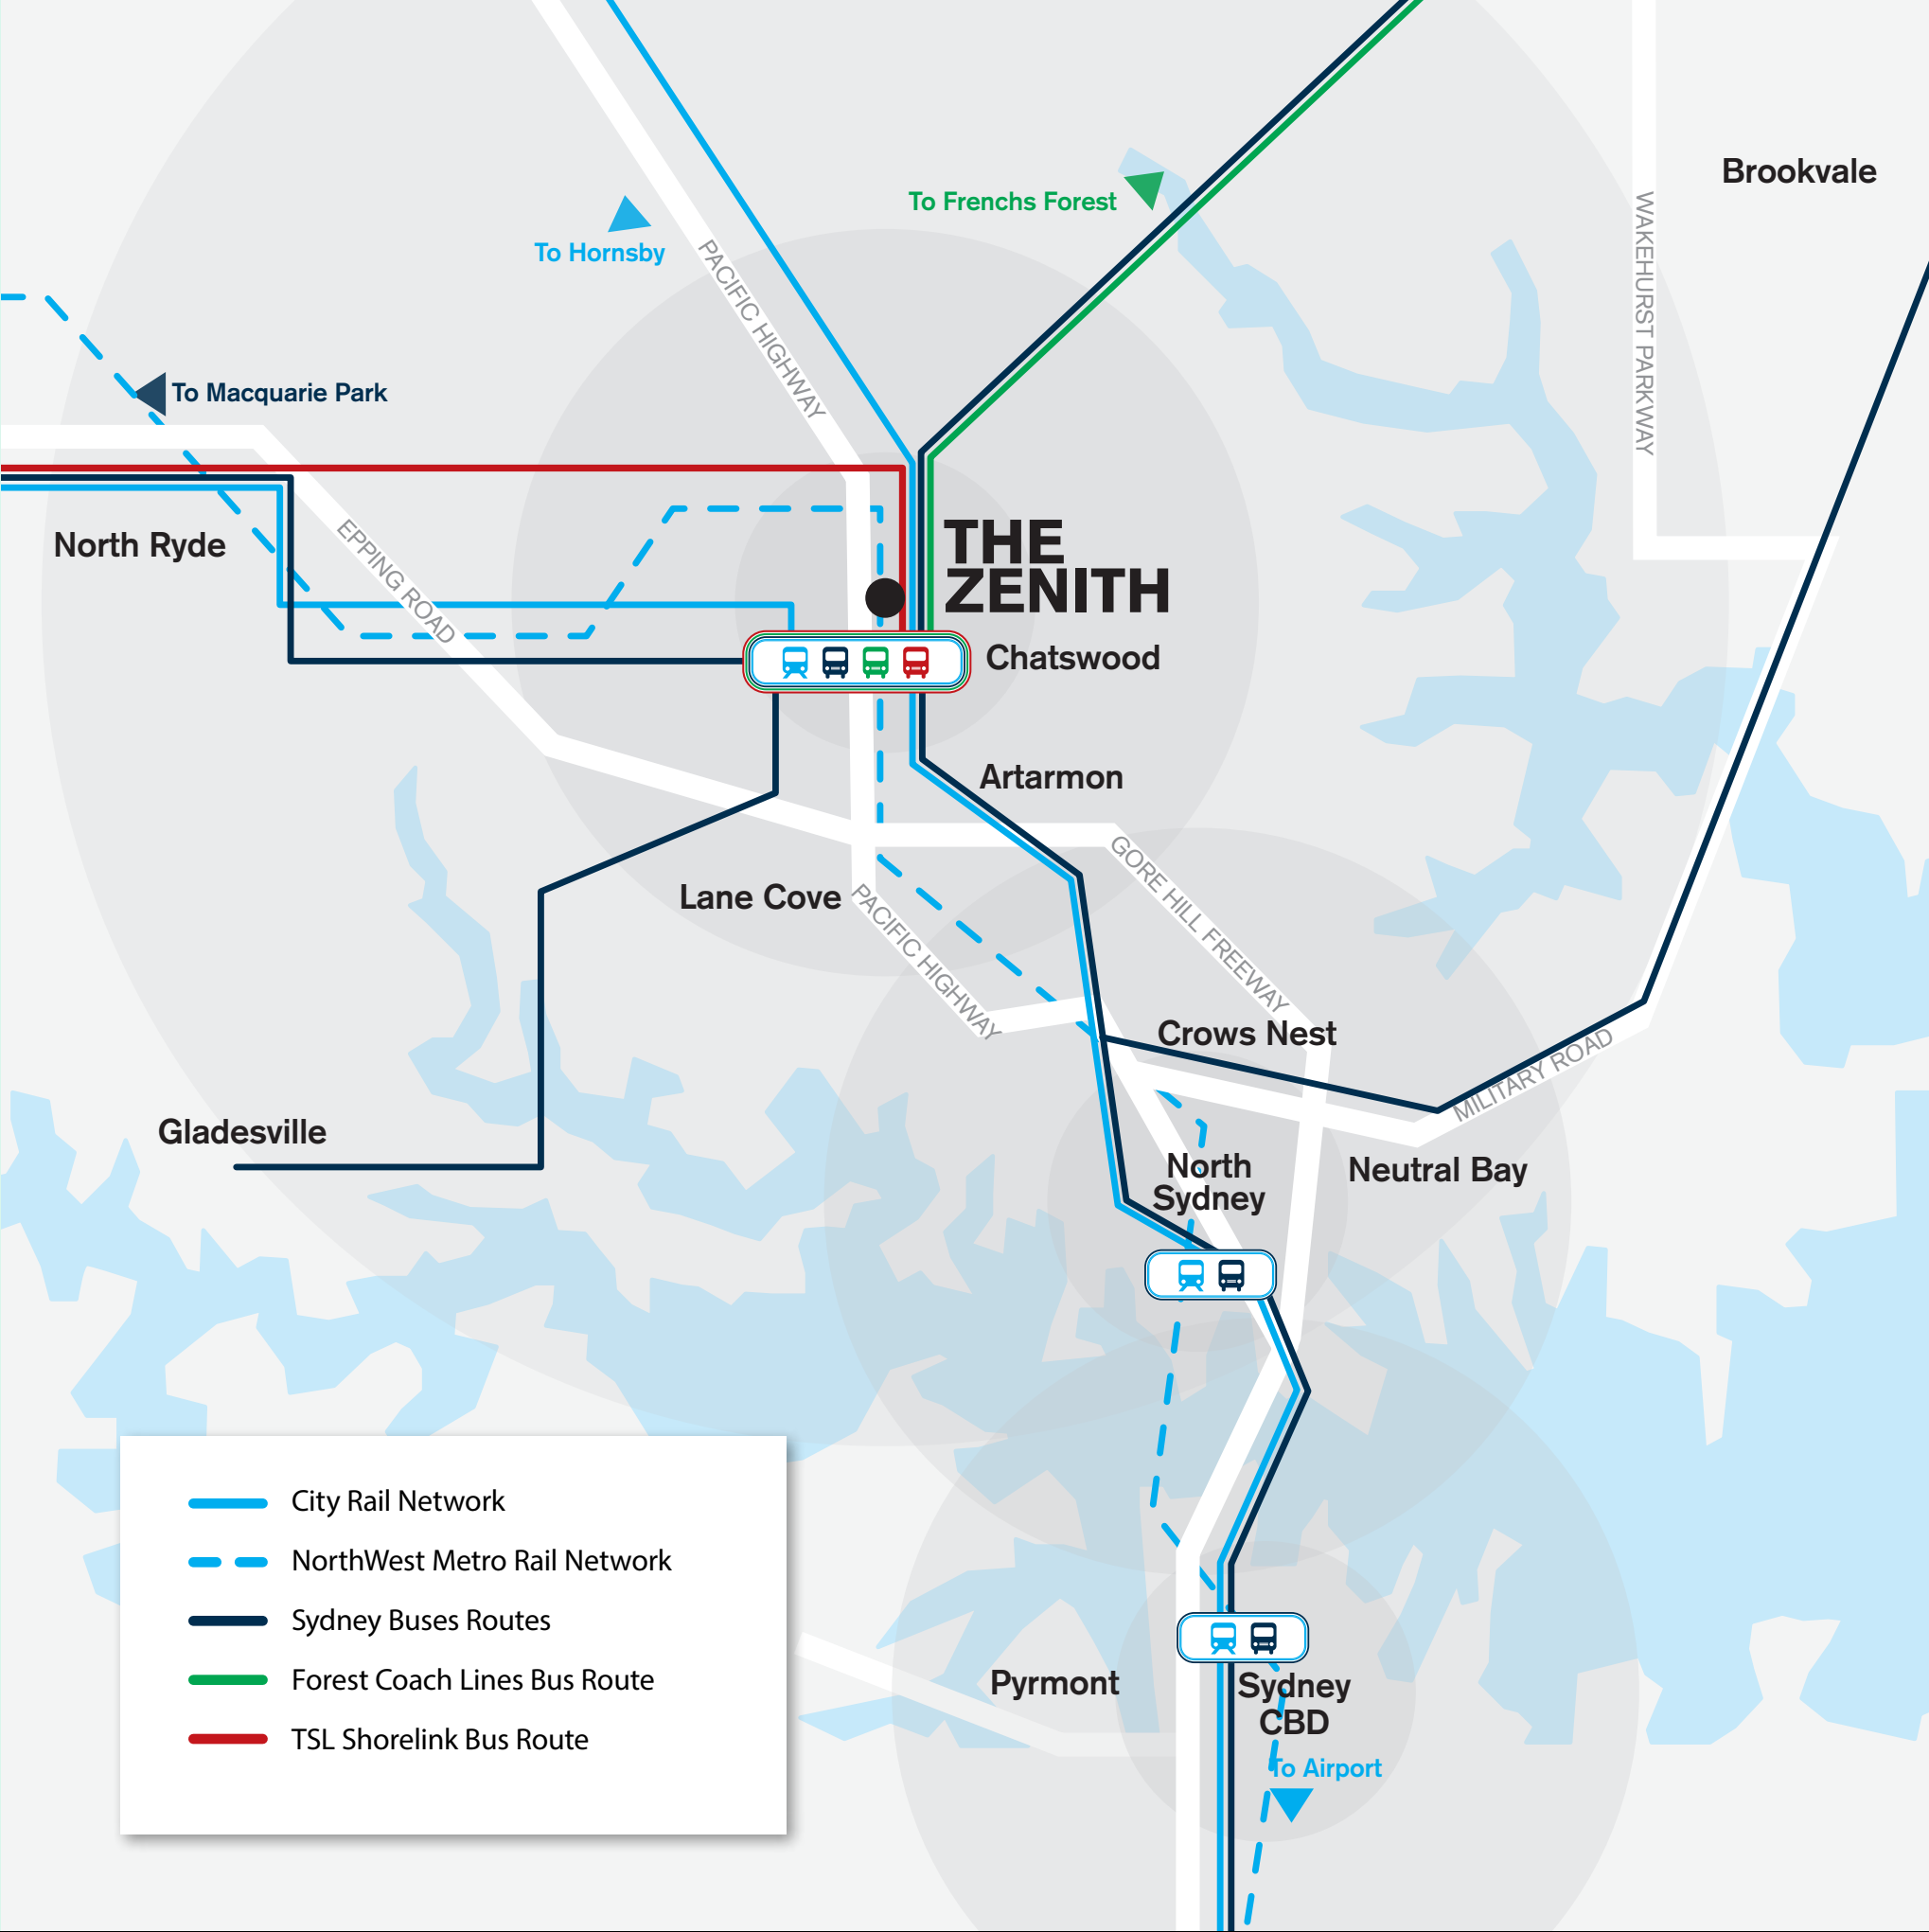 Brookvale
To Frenchs Forest
WAKEHURST PARKWAY
To Hornsby
PACIFIC HIGHWAY
To Macquarie Park
North Ryde
EPPING ROAD
THE
ZENITH
Chatswood
Artarmon
Lane Cove
PACIFIC HIGHWAY
GORE HILL FREEWAY
Crows Nest
MILITARY ROAD
Gladesville
North
Sydney
Neutral Bay
City Rail Network
NorthWest Metro Rail Network
Sydney Buses Routes
Forest Coach Lines Bus Route
TSL Shorelink Bus Route
Pyrmont
Sydney
CBD
To Airport